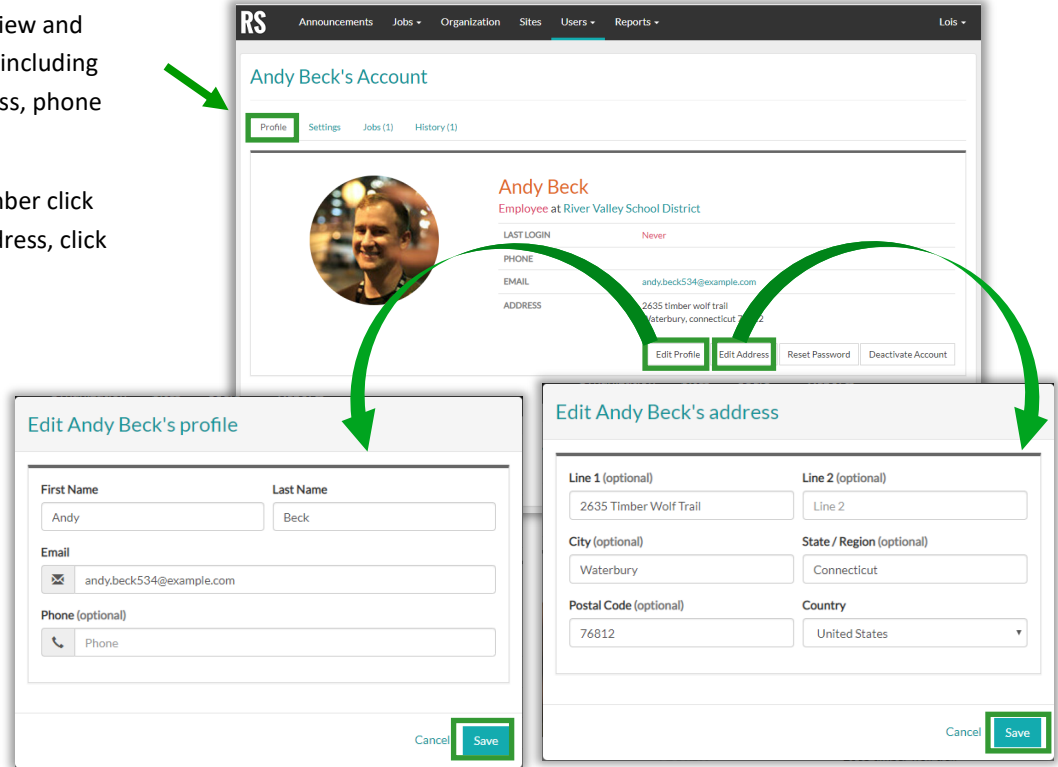 iew and
including
ss, phone
ber click
dress, click
RS Announcements Jobs Organization Sites Users Reports Lois
Andy Beck's Account
Profile Settings Jobs (1) History (1)
Andy Beck
Employee at River Valley School District
LAST LOGIN Never
PHONE
EMAIL andy.beck534@example.com
ADDRESS 2635 timber wolf trail
Waterbury, connecticut
Edit Profile Edit Address Reset Password Deactivate Account
Edit Andy Beck's profile
First Name Last Name
Andy Beck
Email
andy.beck534@example.com
Phone (optional)
Phone
Cancel Save
Edit Andy Beck's address
Line 1 (optional) Line 2 (optional)
2635 Timber Wolf Trail Line 2
City (optional) State / Region (optional)
Waterbury Connecticut
Postal Code (optional) Country
76812 United States
Cancel Save